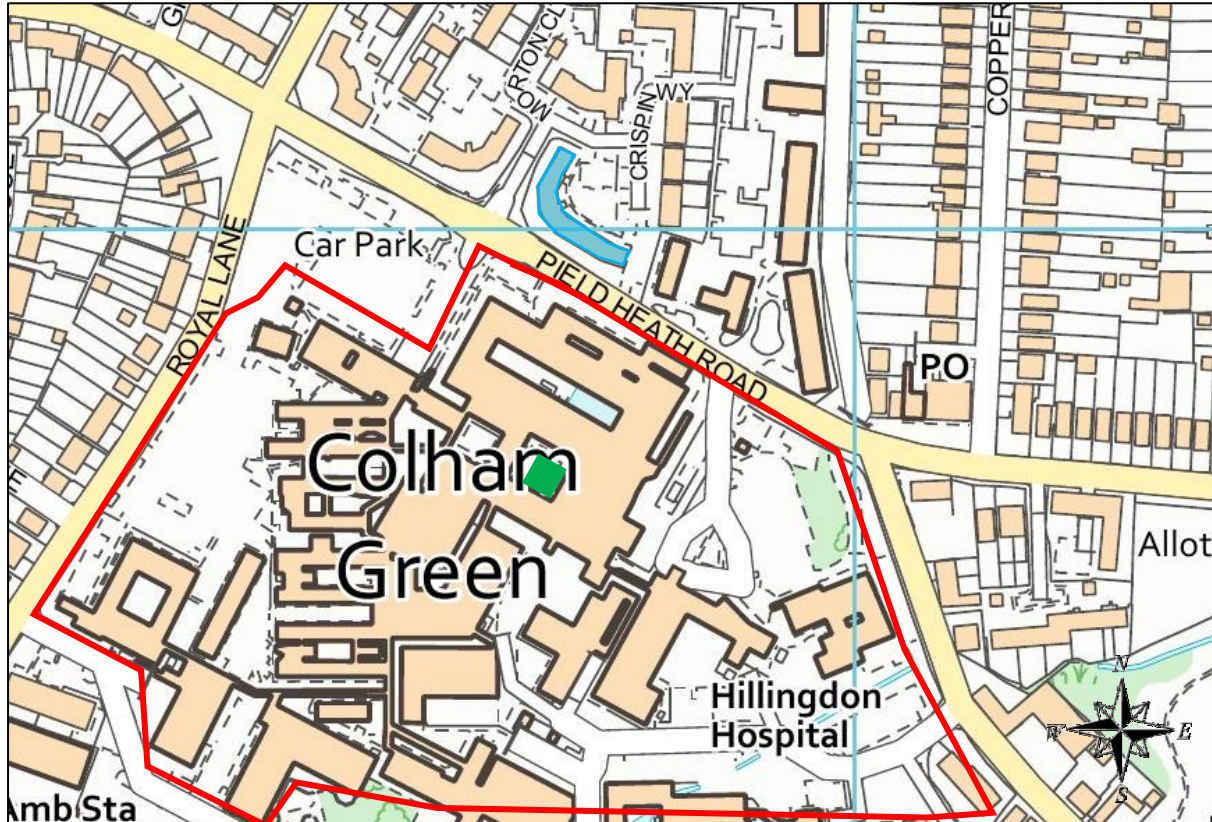 RTON CL
MO
CRISPIN
WY
COPPER
ROYAL LANE
Car Park
PIELD HEATH ROAD
PO
Colham
Green
Allot
Hillingdon
Hospital
N
W
E
S
Amb Sta